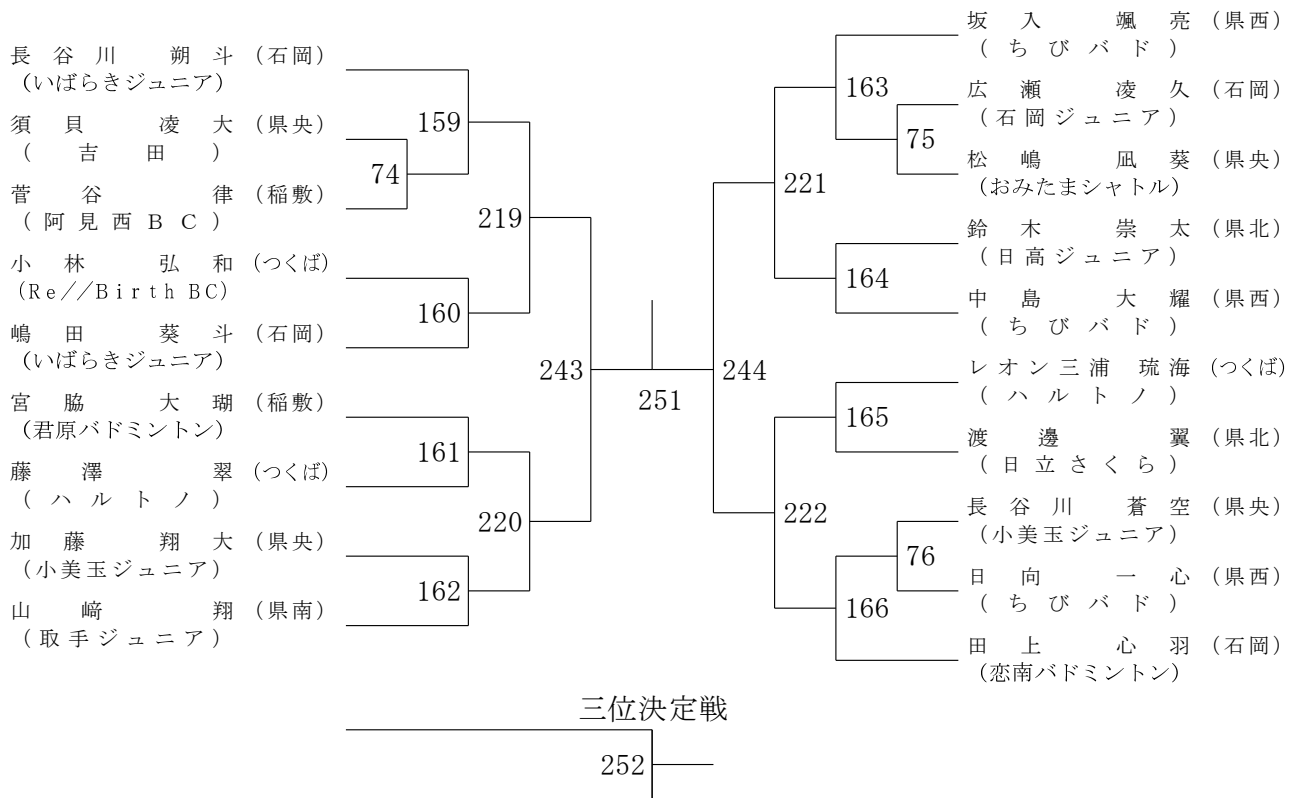 長谷川 朔斗 (石岡)
(いばらきジュニア)
須貝 凌大 (県央)
(吉田)
菅谷 律 (稲敷)
(阿見西BC)
小林 弘和 (つくば)
(Re//Birth BC)
嶋田 葵斗 (石岡)
(いばらきジュニア)
宮脇 大瑚 (稲敷)
(君原バドミントン)
藤澤 翠 (つくば)
(ハルトノ)
加藤 翔大 (県央)
(小美玉ジュニア)
山﨑 翔 (県南)
(取手ジュニア)
159
74
219
160
243
161
220
162
251
坂入 颯亮 (県西)
(ちびバド)
広瀬 凌久 (石岡)
(石岡ジュニア)
松嶋 凪葵 (県央)
(おみたまシャトル)
鈴木 崇太 (県北)
(日高ジュニア)
中島 大耀 (県西)
(ちびバド)
レオン三浦 琉海 (つくば)
(ハルトノ)
渡邊 翼 (県北)
(日立さくら)
長谷川 蒼空 (県央)
(小美玉ジュニア)
日向 一心 (県西)
(ちびバド)
田上 心羽 (石岡)
(恋南バドミントン)
163
75
221
164
244
165
222
76
166
三位決定戦
252